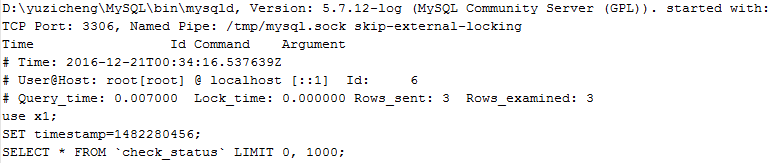 D:\yuzicheng\MySQL\bin\mysqld, Version: 5.7.12-log (MySQL Community Server (GPL)). started with:
TCP Port: 3306, Named Pipe: /tmp/mysql.sock skip-external-locking
Time                 Id Command    Argument
# Time: 2016-12-21T00:34:16.537639Z
# User@Host: root[root] @ localhost [::1]  Id:     6
# Query_time: 0.007000  Lock_time: 0.000000 Rows_sent: 3  Rows_examined: 3
use x1;
SET timestamp=1482280456;
SELECT * FROM `check_status` LIMIT 0, 1000;